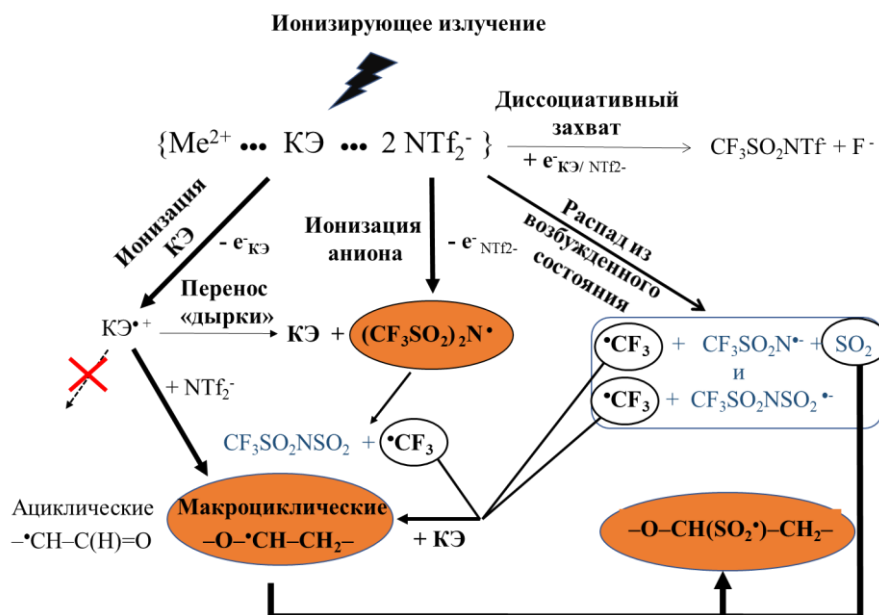 Ионизирующее излучение
Диссоциативный
захват
{Me²⁺ ••• КЭ ••• 2 NTf₂⁻ }
+ e⁻КЭ/ NTf2-
CF₃SO₂NTf⁻ + F⁻
Ионизация
КЭ
- e⁻КЭ
Ионизация
аниона
- e⁻ NTf2-
Распад из
возбужденного
состояния
Перенос
«дырки»
КЭ•⁺
КЭ + (CF₃SO₂)₂N•
•CF₃ + CF₃SO₂N•⁻ + SO₂
и
•CF₃ + CF₃SO₂NSO₂•⁻
+ NTf₂⁻
CF₃SO₂NSO₂ + •CF₃
Ациклические
–•CH–C(H)=O
Макроциклические
–O–•CH–CH₂–
+ КЭ
–O–CH(SO₂•)–CH₂–